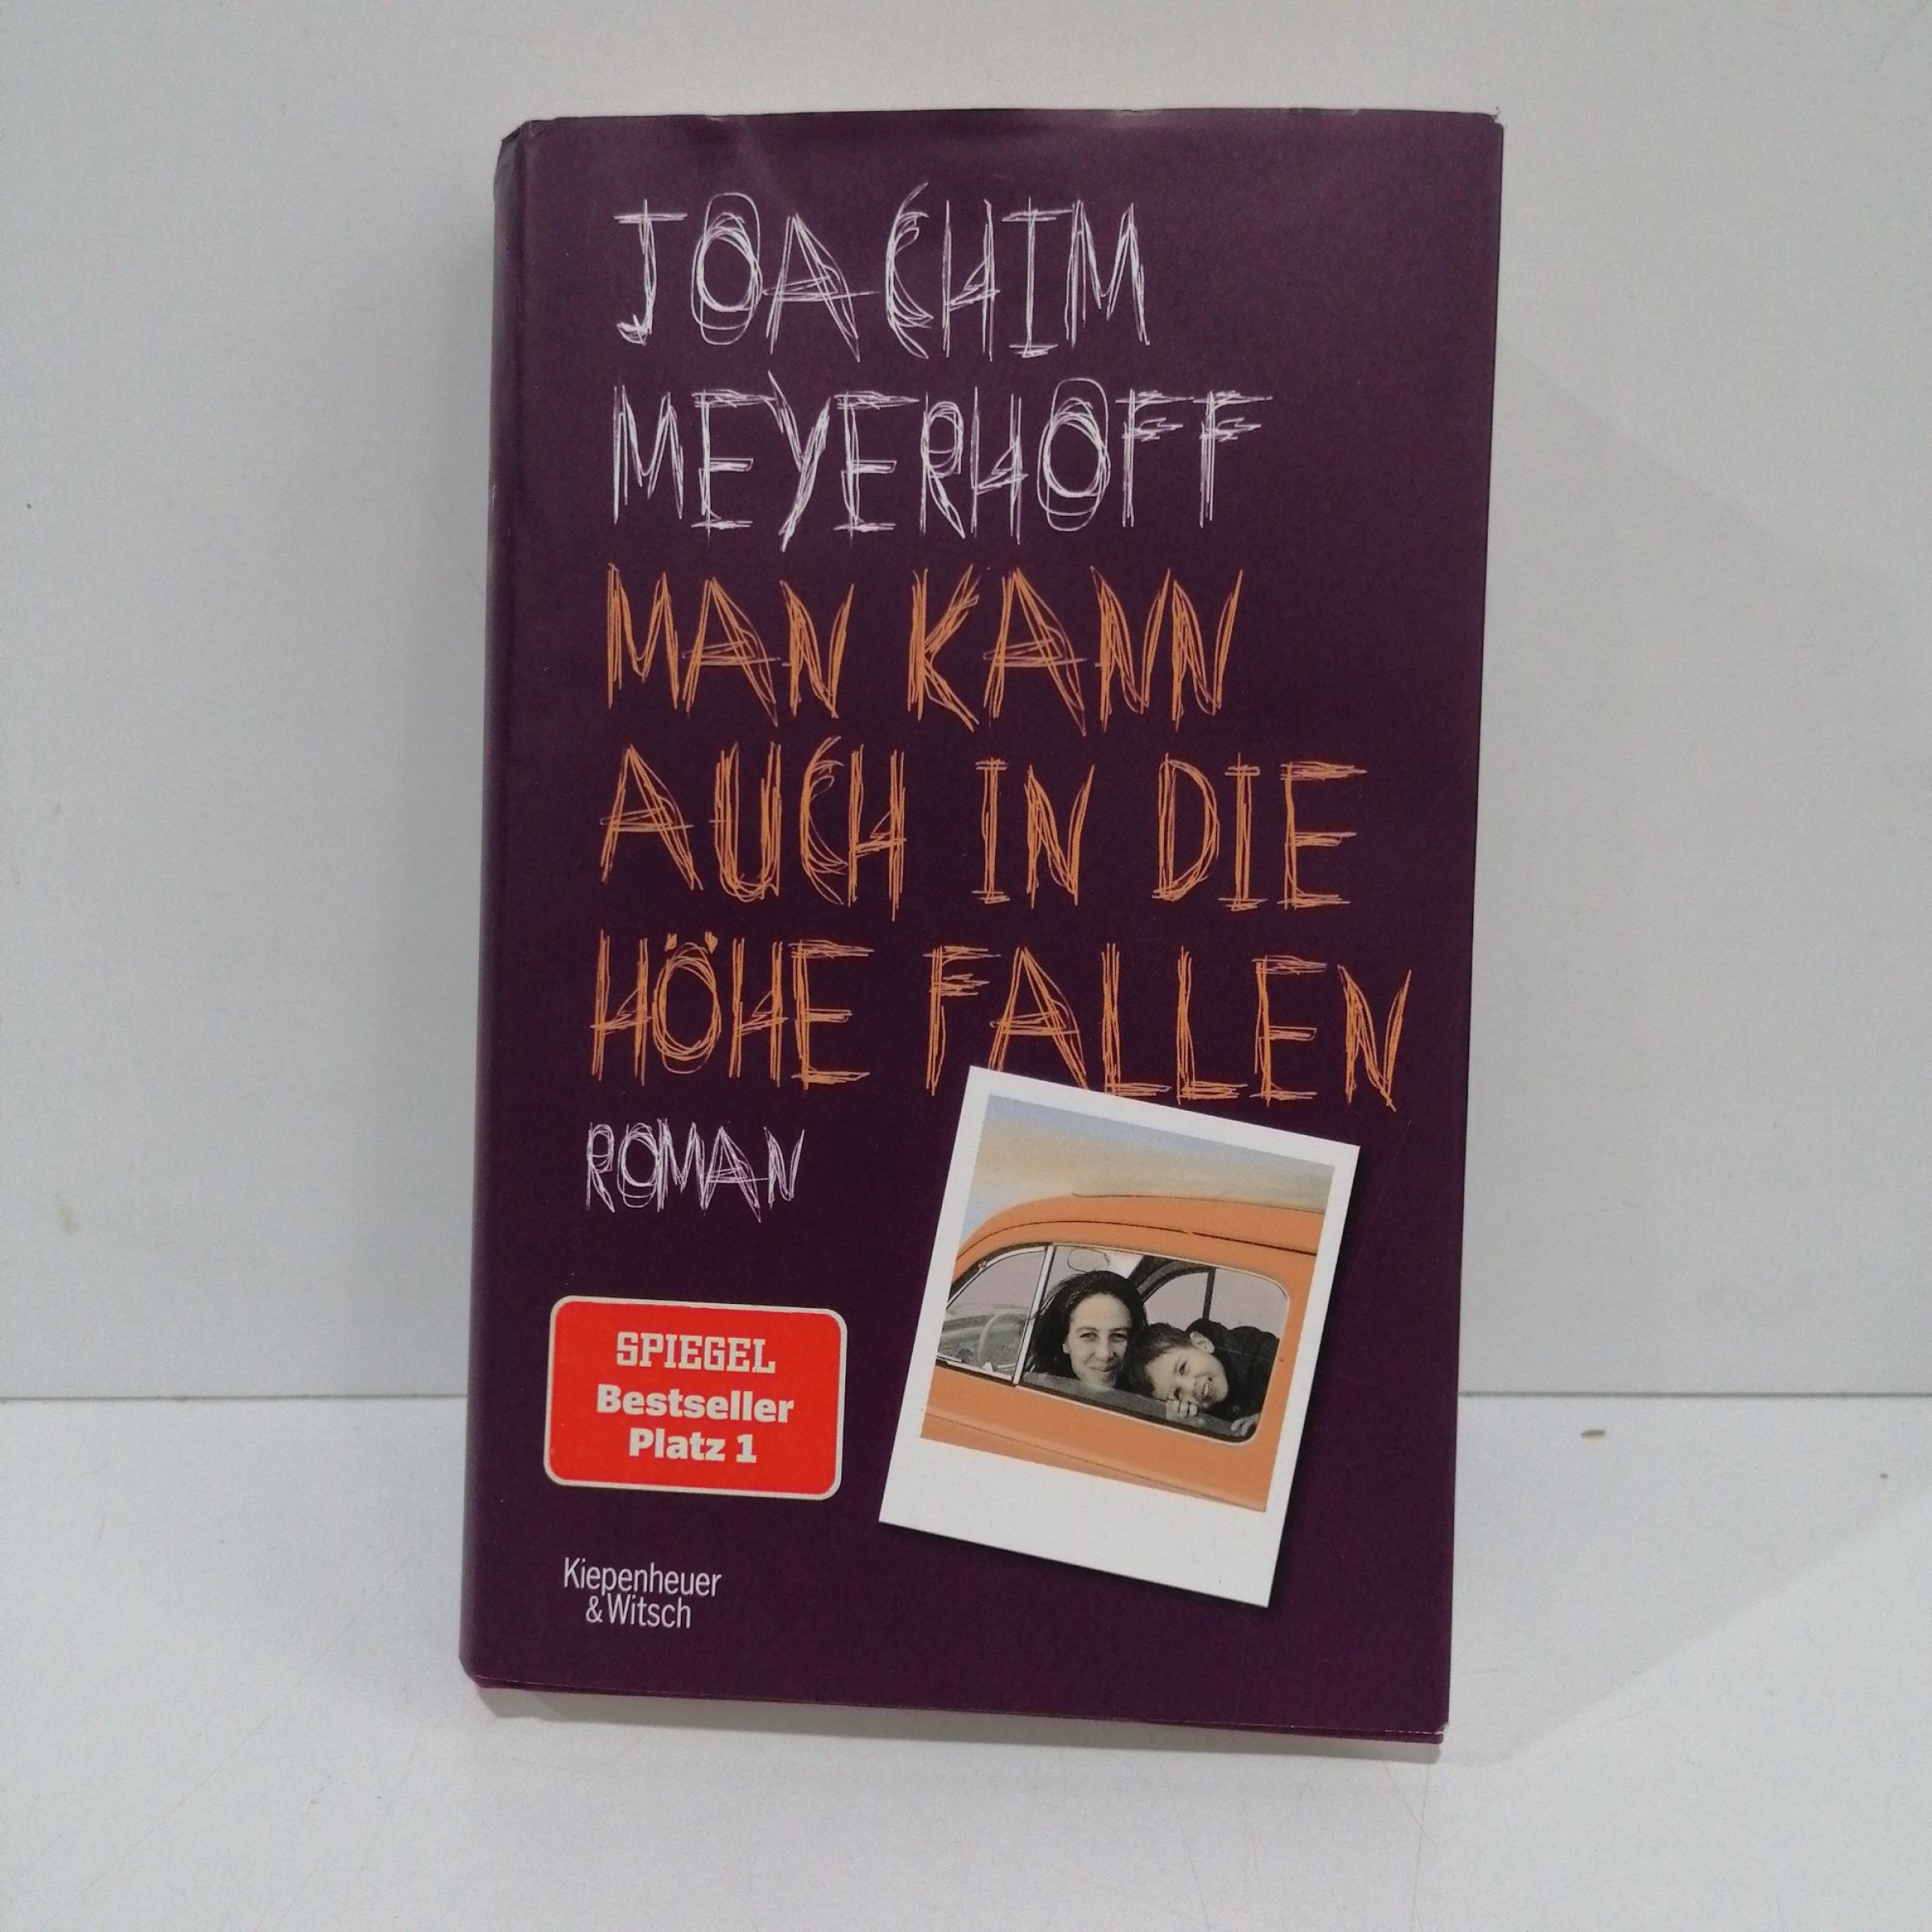 JOACHIM
MEYERHOFF
MAN KANN
AUCH IN DIE
HÖHE FALLEN
ROMAN
SPIEGEL
Bestseller
Platz 1
Kiepenheuer
&Witsch